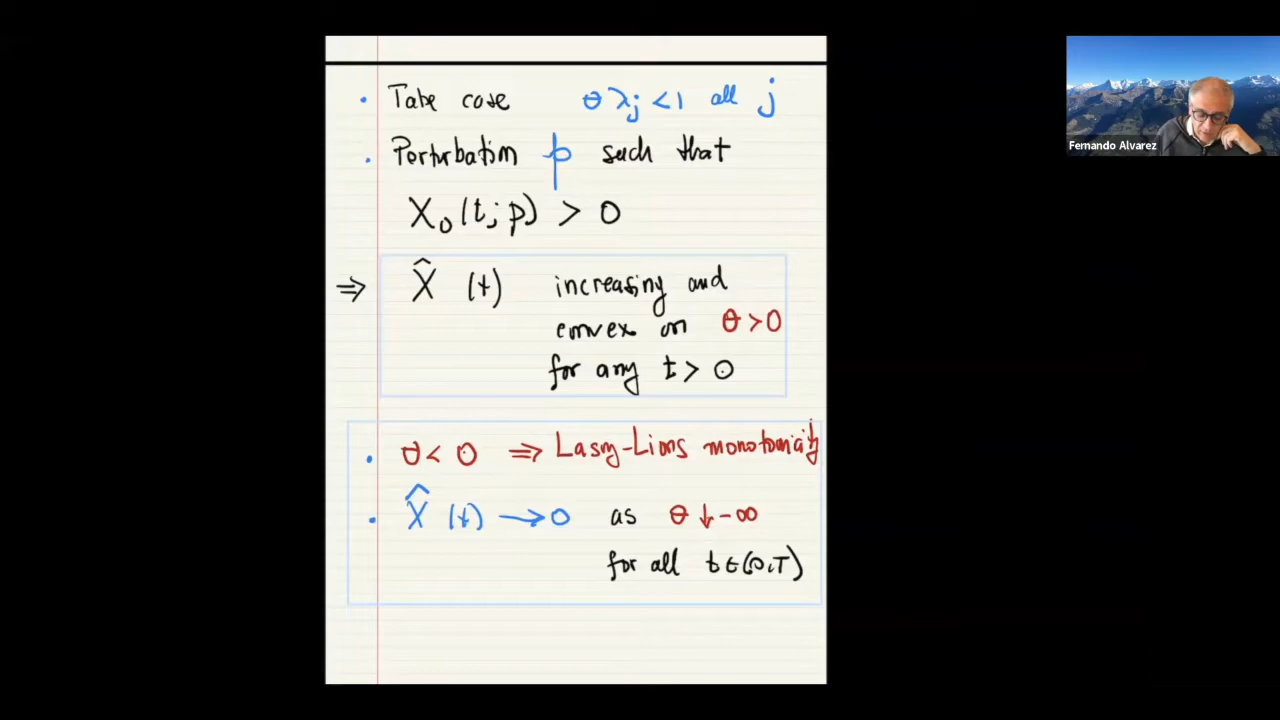 • Take case θ λj < 1 all j
• Perturbation p such that
X₀(t; p) > 0
⇒ X̂ (t) increasing and
convex on θ > 0
for any t > 0
• θ < 0 ⇒ Lasry-Lions monotonicity
• X̂ (t) → 0 as θ ↓ -∞
for all t ∈ (0,T)
Fernando Alvarez